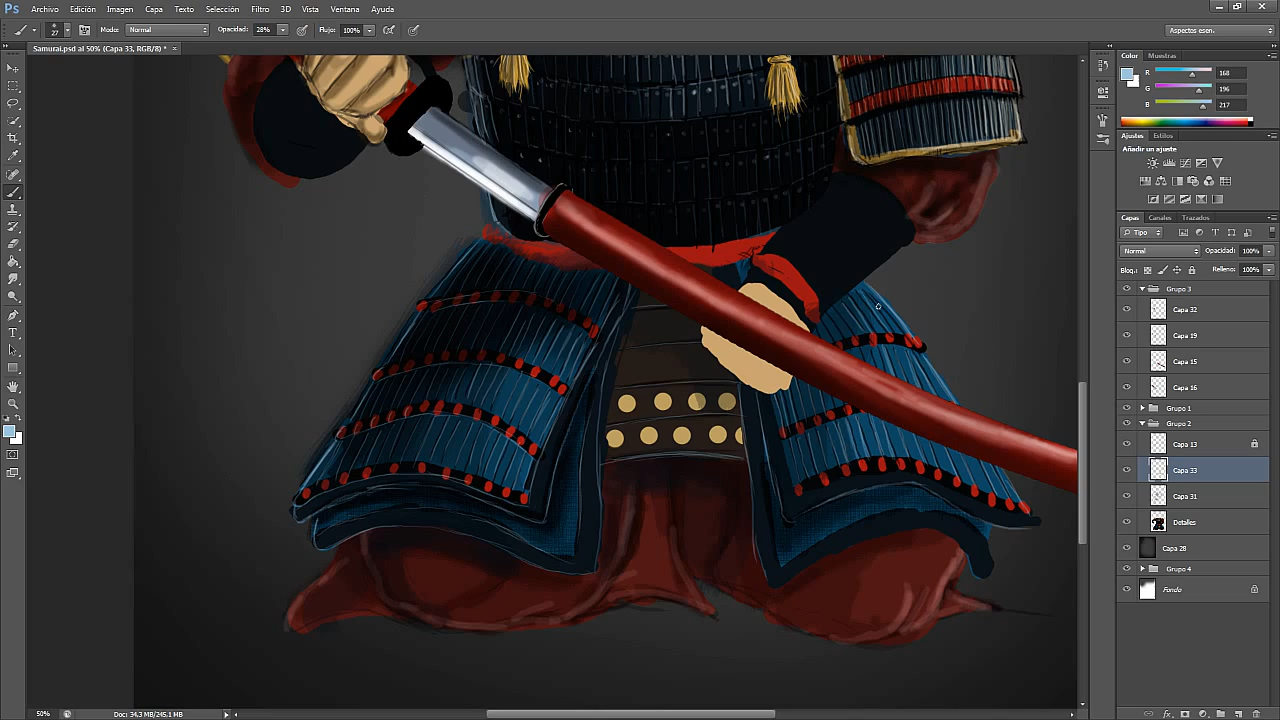 Ps Archivo Edición Imagen Capa Texto Selección Filtro 3D Vista Ventana Ayuda
27 Modo: Normal Opacidad: 28% Flujo: 100% Aspectos esen.
Samurai.psd al 50% (Capa 33, RGB/8) * ×
Color Muestras
R 168
G 196
B 217
Ajustes Estilos
Añadir un ajuste
Capas Canales Trazados
Tipo
Normal Opacidad: 100%
Bloq.: Relleno: 100%
Grupo 3
Capa 32
Capa 19
Capa 15
Capa 16
Grupo 1
Grupo 2
Capa 13
Capa 33
Capa 31
Detalles
Capa 28
Grupo 4
Fondo
50% Doc: 34,3 MB/245,1 MB
fx